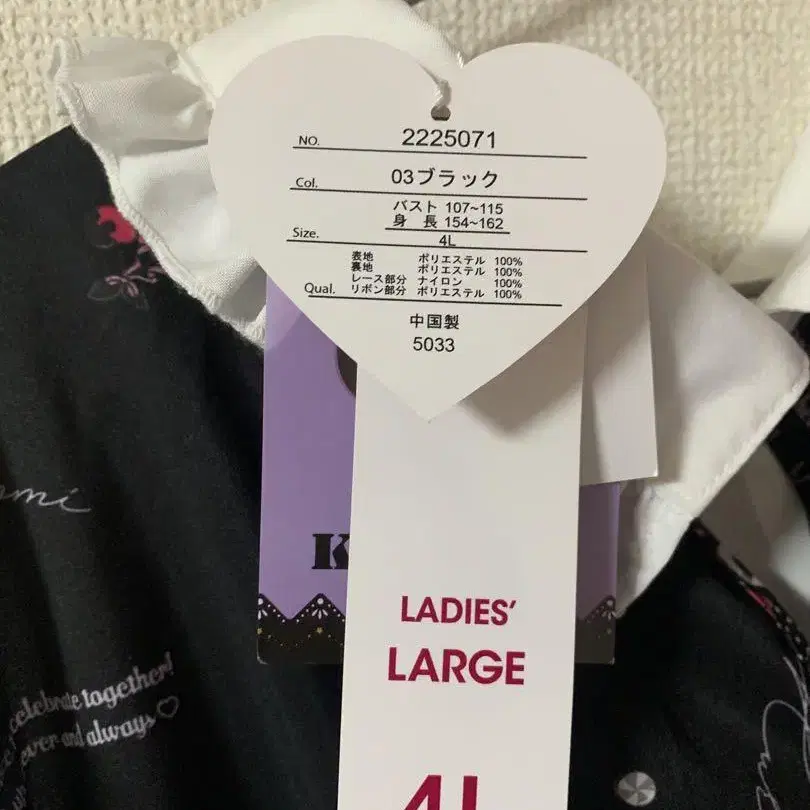 NO. 2225071
Col. 03ブラック
バスト 107~115
身 長 154~162
Size. 4L
表地 ポリエステル 100%
裏地 ポリエステル 100%
レース部分 ナイロン 100%
Qual. リボン部分 ポリエステル 100%
中国製
5033
K
LADIES'
LARGE
4L
celebrate together!
ever and always♡